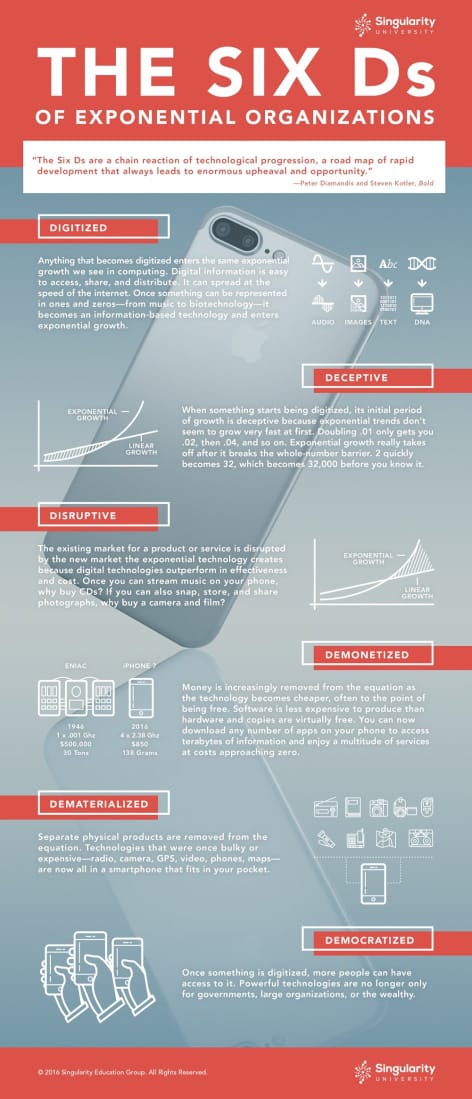 Singularity
UNIVERSITY
THE SIX Ds
OF EXPONENTIAL ORGANIZATIONS
“The Six Ds are a chain reaction of technological progression, a road map of rapid
development that always leads to enormous upheaval and opportunity.”
—Peter Diamandis and Steven Kotler, Bold
DIGITIZED
Anything that becomes digitized enters the same exponential
growth we see in computing. Digital information is easy
to access, share, and distribute. It can spread at the
speed of the internet. Once something can be represented
in ones and zeros—from music to biotechnology—it
becomes an information-based technology and enters
exponential growth.
Abc
AUDIO IMAGES TEXT DNA
DECEPTIVE
EXPONENTIAL
GROWTH
LINEAR
GROWTH
When something starts being digitized, its initial period
of growth is deceptive because exponential trends don't
seem to grow very fast at first. Doubling .01 only gets you
.02, then .04, and so on. Exponential growth really takes
off after it breaks the whole-number barrier. 2 quickly
becomes 32, which becomes 32,000 before you know it.
DISRUPTIVE
The existing market for a product or service is disrupted
by the new market the exponential technology creates
because digital technologies outperform in effectiveness
and cost. Once you can stream music on your phone,
why buy CDs? If you can also snap, store, and share
photographs, why buy a camera and film?
EXPONENTIAL
GROWTH
LINEAR
GROWTH
DEMONETIZED
ENIAC iPHONE 7
1946 2016
1 x .001 Ghz 4 x 2.38 Ghz
$500,000 $850
30 Tons 138 Grams
Money is increasingly removed from the equation as
the technology becomes cheaper, often to the point of
being free. Software is less expensive to produce than
hardware and copies are virtually free. You can now
download any number of apps on your phone to access
terabytes of information and enjoy a multitude of services
at costs approaching zero.
DEMATERIALIZED
Separate physical products are removed from the
equation. Technologies that were once bulky or
expensive—radio, camera, GPS, video, phones, maps—
are now all in a smartphone that fits in your pocket.
DEMOCRATIZED
Once something is digitized, more people can have
access to it. Powerful technologies are no longer only
for governments, large organizations, or the wealthy.
© 2016 Singularity Education Group. All Rights Reserved.
Singularity
UNIVERSITY